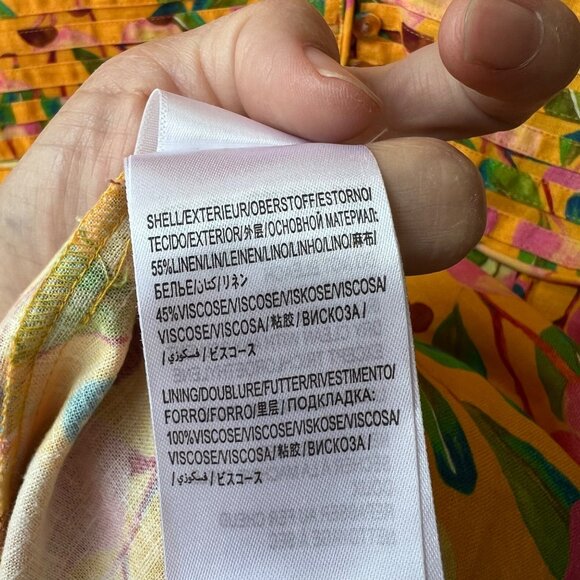 SHELL/EXTERIEUR/OBERSTOFF/ESTORNO/
TECIDO/EXTERIOR/外层/ОСНОВНОЙ МАТЕРИАЛ:
55%LINEN/LIN/LEINEN/LINO/LINHO/LINO/麻布/
БЕЛЬЕ/كتان/リネン
45%VISCOSE/VISCOSE/VISKOSE/VISCOSA/
VISCOSE/VISCOSA/粘胶/ВИСКОЗА/
/فسكوزي/ビスコース
LINING/DOUBLURE/FUTTER/RIVESTIMENTO/
FORRO/FORRO/里层/ПОДКЛАДКА:
100%VISCOSE/VISCOSE/VISKOSE/VISCOSA/
VISCOSE/VISCOSA/粘胶/ВИСКОЗА/
/فسكوزي/ビスコース